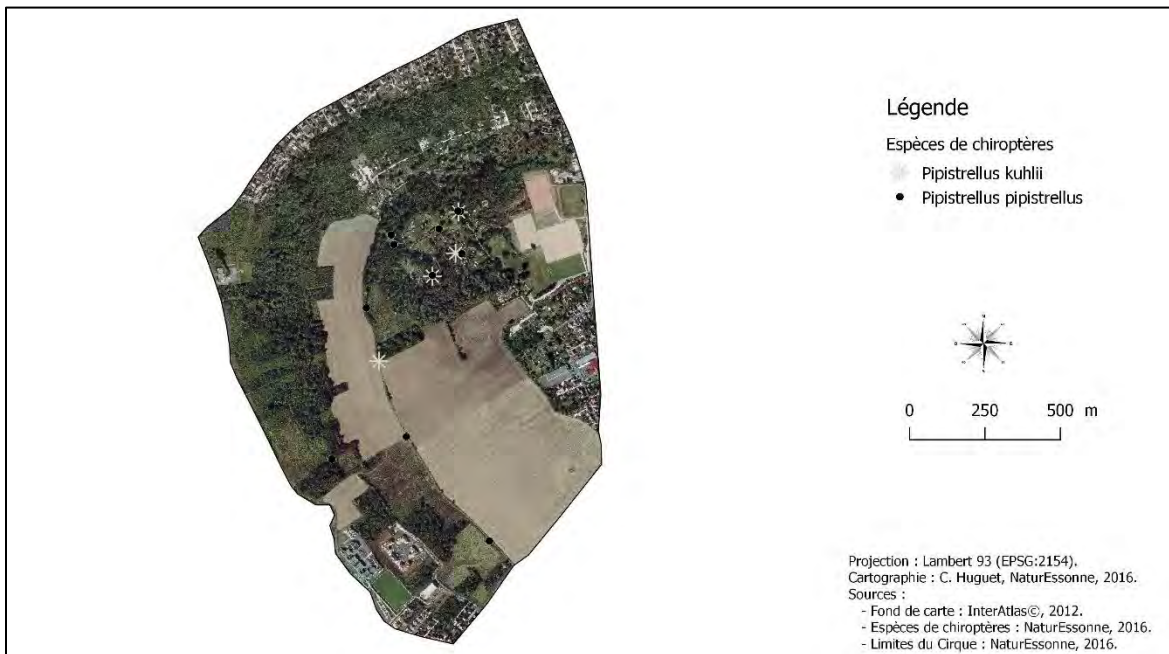 Légende
Espèces de chiroptères
Pipistrellus kuhlii
Pipistrellus pipistrellus
0 250 500 m
Projection : Lambert 93 (EPSG:2154).
Cartographie : C. Huguet, NaturEssonne, 2016.
Sources :
- Fond de carte : InterAtlas©, 2012.
- Espèces de chiroptères : NaturEssonne, 2016.
- Limites du Cirque : NaturEssonne, 2016.